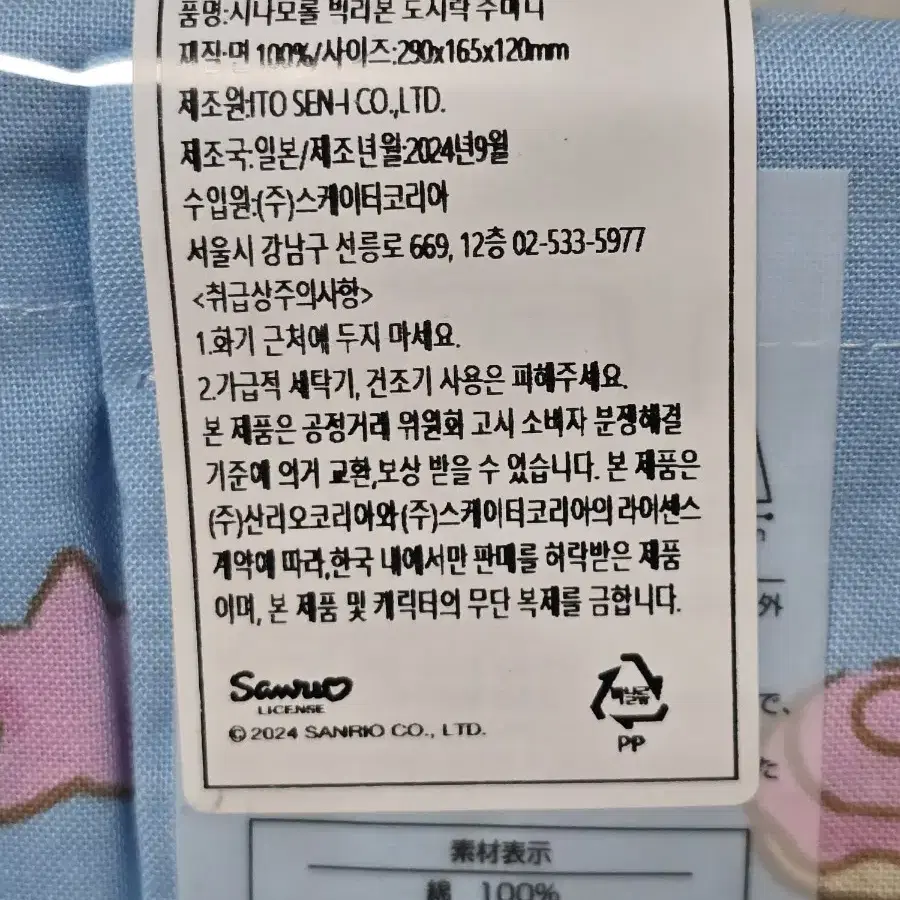 품명:시나모롤 빅리본 도시락 주머니
재질:면 100%/사이즈:290x165x120mm
제조원:ITO SEN-I CO.,LTD.
제조국:일본/제조년월:2024년9월
수입원:(주)스케이터코리아
서울시 강남구 선릉로 669, 12층 02-533-5977
<취급상주의사항>
1.화기 근처에 두지 마세요.
2.가급적 세탁기, 건조기 사용은 피해주세요.
본 제품은 공정거래 위원회 고시 소비자 분쟁해결
기준에 의거 교환,보상 받을 수 있습니다. 본 제품은
(주)산리오코리아와(주)스케이터코리아의 라이센스
계약에 따라,한국 내에서만 판매를 허락받은 제품
이며, 본 제품 및 캐릭터의 무단 복제를 금합니다.
Sanrio
LICENSE
© 2024 SANRIO CO., LTD.
비닐류
PP
外
で、
た
素材表示
綿 100%